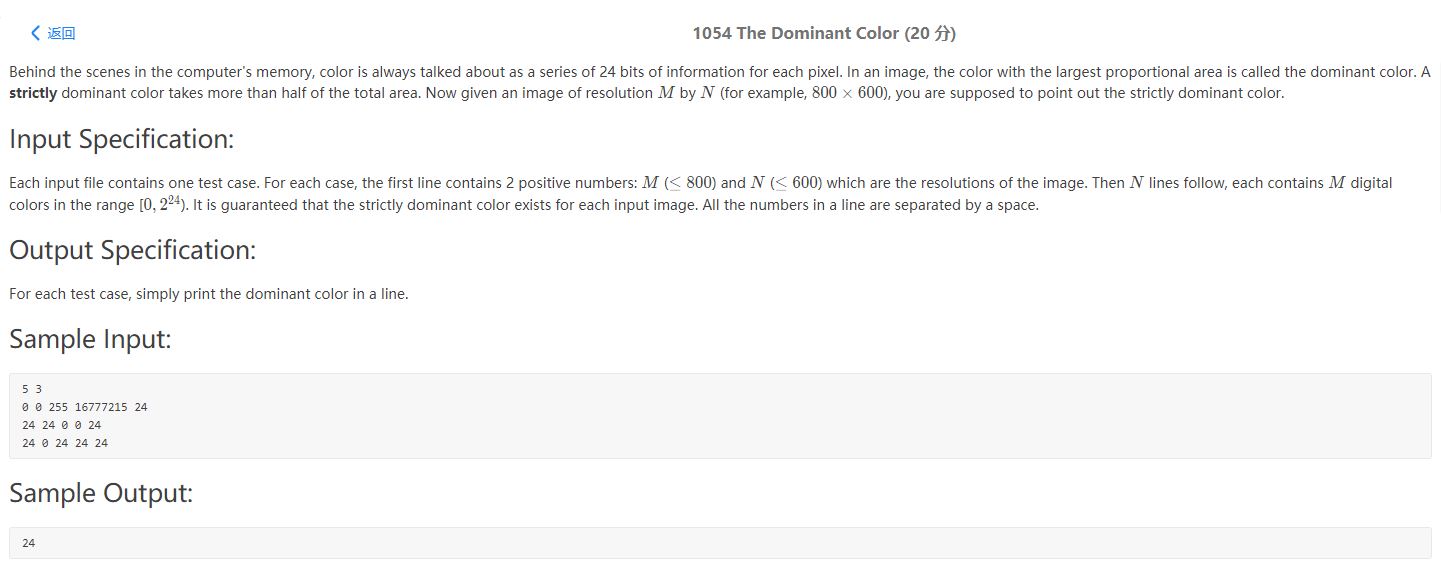 返回
1054 The Dominant Color (20 分)
Behind the scenes in the computer's memory, color is always talked about as a series of 24 bits of information for each pixel. In an image, the color with the largest proportional area is called the dominant color. A
strictly dominant color takes more than half of the total area. Now given an image of resolution M by N (for example, 800 × 600), you are supposed to point out the strictly dominant color.
Input Specification:
Each input file contains one test case. For each case, the first line contains 2 positive numbers: M (≤ 800) and N (≤ 600) which are the resolutions of the image. Then N lines follow, each contains M digital
colors in the range [0, 2²⁴). It is guaranteed that the strictly dominant color exists for each input image. All the numbers in a line are separated by a space.
Output Specification:
For each test case, simply print the dominant color in a line.
Sample Input:
5 3
0 0 255 16777215 24
24 24 0 0 24
24 0 24 24 24
Sample Output:
24